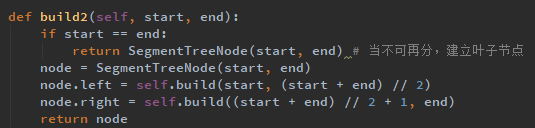 def build2(self, start, end):
if start == end:
return SegmentTreeNode(start, end) # 当不可再分，建立叶子节点
node = SegmentTreeNode(start, end)
node.left = self.build(start, (start + end) // 2)
node.right = self.build((start + end) // 2 + 1, end)
return node